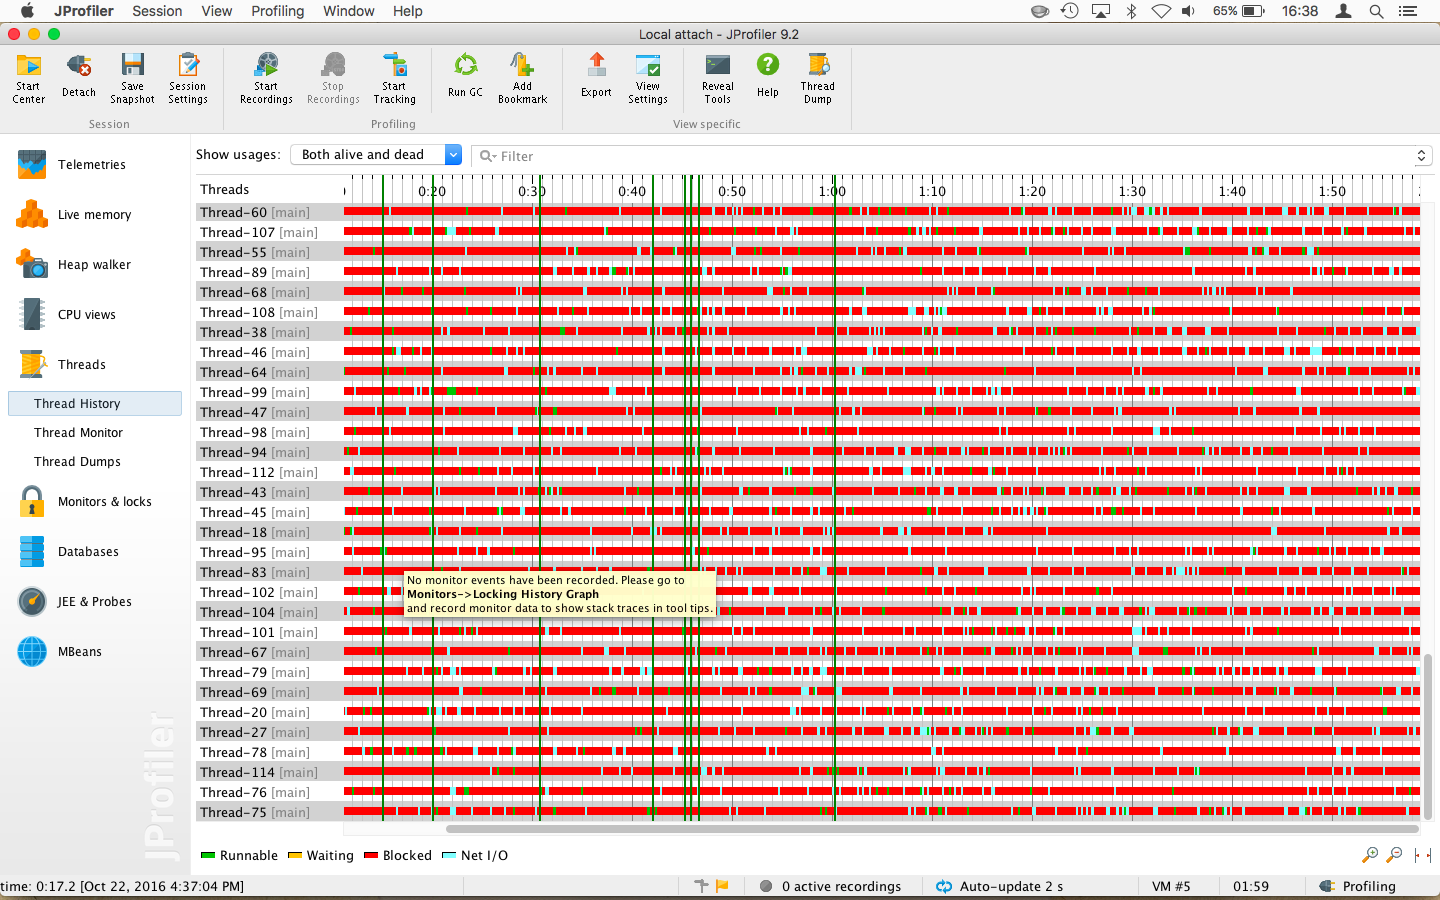 JProfiler Session View Profiling Window Help 65% 16:38
Local attach - JProfiler 9.2
Start Center
Detach
Save Snapshot
Session Settings
Start Recordings
Stop Recordings
Start Tracking
Run GC
Add Bookmark
Export
View Settings
Reveal Tools
Help
Thread Dump
Session
Profiling
View specific
Telemetries
Live memory
Heap walker
CPU views
Threads
Thread History
Thread Monitor
Thread Dumps
Monitors & locks
Databases
JEE & Probes
MBeans
JProfiler
Show usages: Both alive and dead Filter
Threads 0:20 0:30 0:40 0:50 1:00 1:10 1:20 1:30 1:40 1:50
Thread-60 [main]
Thread-107 [main]
Thread-55 [main]
Thread-89 [main]
Thread-68 [main]
Thread-108 [main]
Thread-38 [main]
Thread-46 [main]
Thread-64 [main]
Thread-99 [main]
Thread-47 [main]
Thread-98 [main]
Thread-94 [main]
Thread-112 [main]
Thread-43 [main]
Thread-45 [main]
Thread-18 [main]
Thread-95 [main]
Thread-83 [main]
Thread-102 [main]
Thread-104 [main]
Thread-101 [main]
Thread-67 [main]
Thread-79 [main]
Thread-69 [main]
Thread-20 [main]
Thread-27 [main]
Thread-78 [main]
Thread-114 [main]
Thread-76 [main]
Thread-75 [main]
No monitor events have been recorded. Please go to
Monitors->Locking History Graph
and record monitor data to show stack traces in tool tips.
Runnable Waiting Blocked Net I/O
time: 0:17.2 [Oct 22, 2016 4:37:04 PM] 0 active recordings Auto-update 2 s VM #5 01:59 Profiling